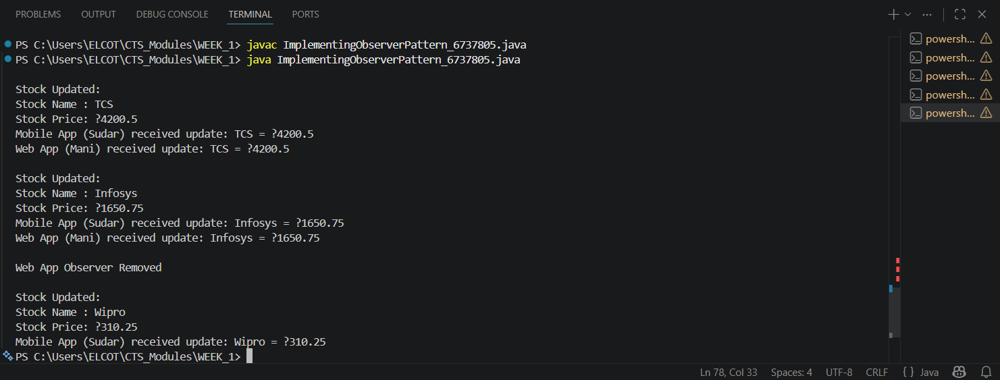 PROBLEMS OUTPUT DEBUG CONSOLE TERMINAL PORTS
PS C:\Users\ELCOT\CTS_Modules\WEEK_1> javac ImplementingObserverPattern_6737805.java
PS C:\Users\ELCOT\CTS_Modules\WEEK_1> java ImplementingObserverPattern_6737805.java
Stock Updated:
Stock Name : TCS
Stock Price: ?4200.5
Mobile App (Sudar) received update: TCS = ?4200.5
Web App (Mani) received update: TCS = ?4200.5
Stock Updated:
Stock Name : Infosys
Stock Price: ?1650.75
Mobile App (Sudar) received update: Infosys = ?1650.75
Web App (Mani) received update: Infosys = ?1650.75
Web App Observer Removed
Stock Updated:
Stock Name : Wipro
Stock Price: ?310.25
Mobile App (Sudar) received update: Wipro = ?310.25
PS C:\Users\ELCOT\CTS_Modules\WEEK_1>
powersh...
powersh...
powersh...
powersh...
powersh...
Ln 78, Col 33 Spaces: 4 UTF-8 CRLF {} Java